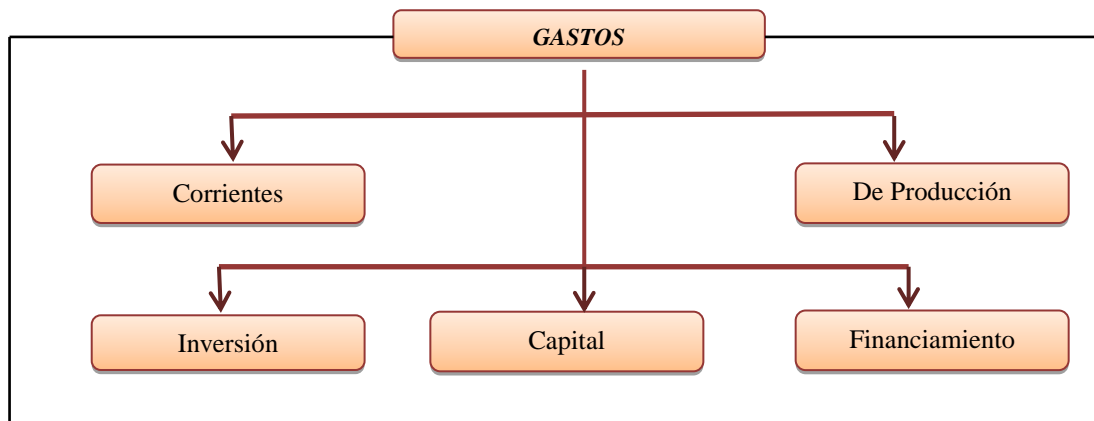 GASTOS
Corrientes
De Producción
Inversión
Capital
Financiamiento